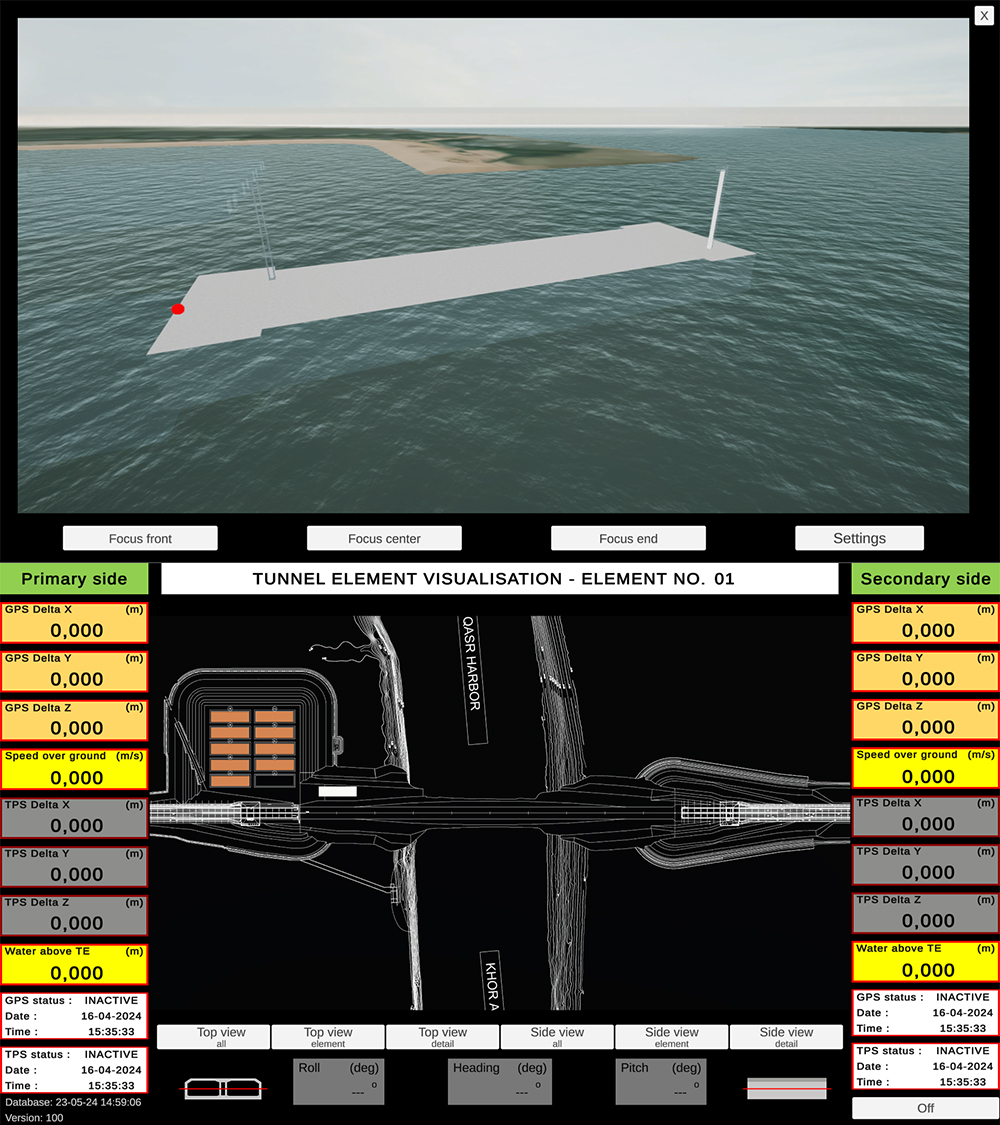 X
Focus front
Focus center
Focus end
Settings
Primary side
TUNNEL ELEMENT VISUALISATION - ELEMENT NO. 01
Secondary side
GPS Delta X (m)
0,000
GPS Delta Y (m)
0,000
GPS Delta Z (m)
0,000
Speed over ground (m/s)
0,000
TPS Delta X (m)
0,000
TPS Delta Y (m)
0,000
TPS Delta Z (m)
0,000
Water above TE (m)
0,000
GPS status : INACTIVE
Date : 16-04-2024
Time : 15:35:33
TPS status : INACTIVE
Date : 16-04-2024
Time : 15:35:33
Database: 23-05-24 14:59:06
Version: 100
QASR HARBOR
KHOR A
Top view
all
Top view
element
Top view
detail
Side view
all
Side view
element
Side view
detail
Roll (deg)
--- º
Heading (deg)
--- º
Pitch (deg)
--- º
GPS Delta X (m)
0,000
GPS Delta Y (m)
0,000
GPS Delta Z (m)
0,000
Speed over ground (m/s)
0,000
TPS Delta X (m)
0,000
TPS Delta Y (m)
0,000
TPS Delta Z (m)
0,000
Water above TE (m)
0,000
GPS status : INACTIVE
Date : 16-04-2024
Time : 15:35:33
TPS status : INACTIVE
Date : 16-04-2024
Time : 15:35:33
Off